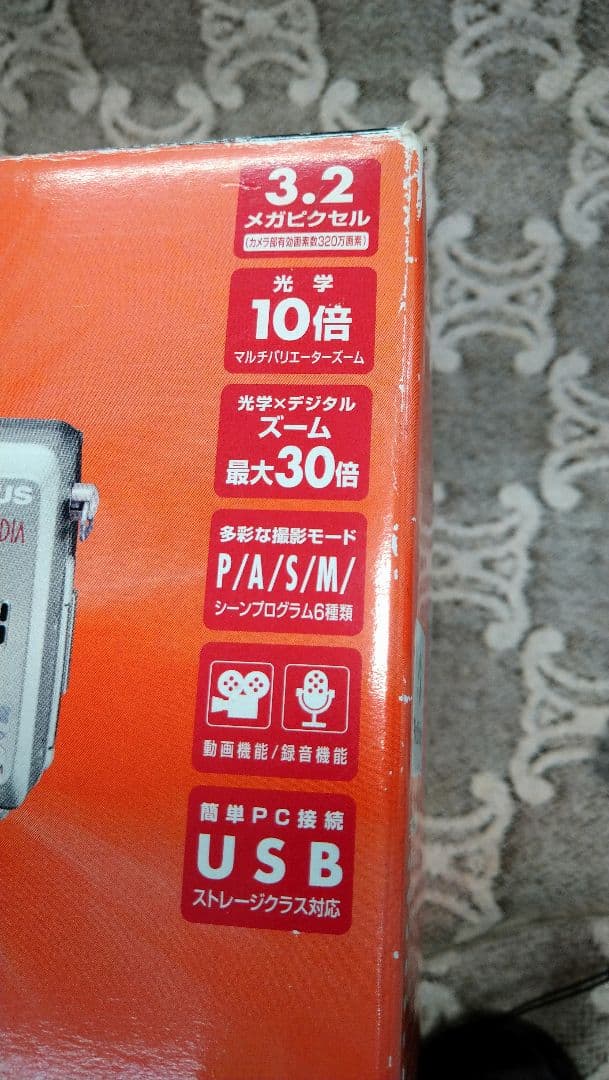 3.2
メガピクセル
(カメラ部有効画素数320万画素)
光学
10倍
マルチバリエーターズーム
光学×デジタル
ズーム
最大30倍
多彩な撮影モード
P/A/S/M/
シーンプログラム6種類
動画機能/録音機能
簡単PC接続
USB
ストレージクラス対応
US
DIA